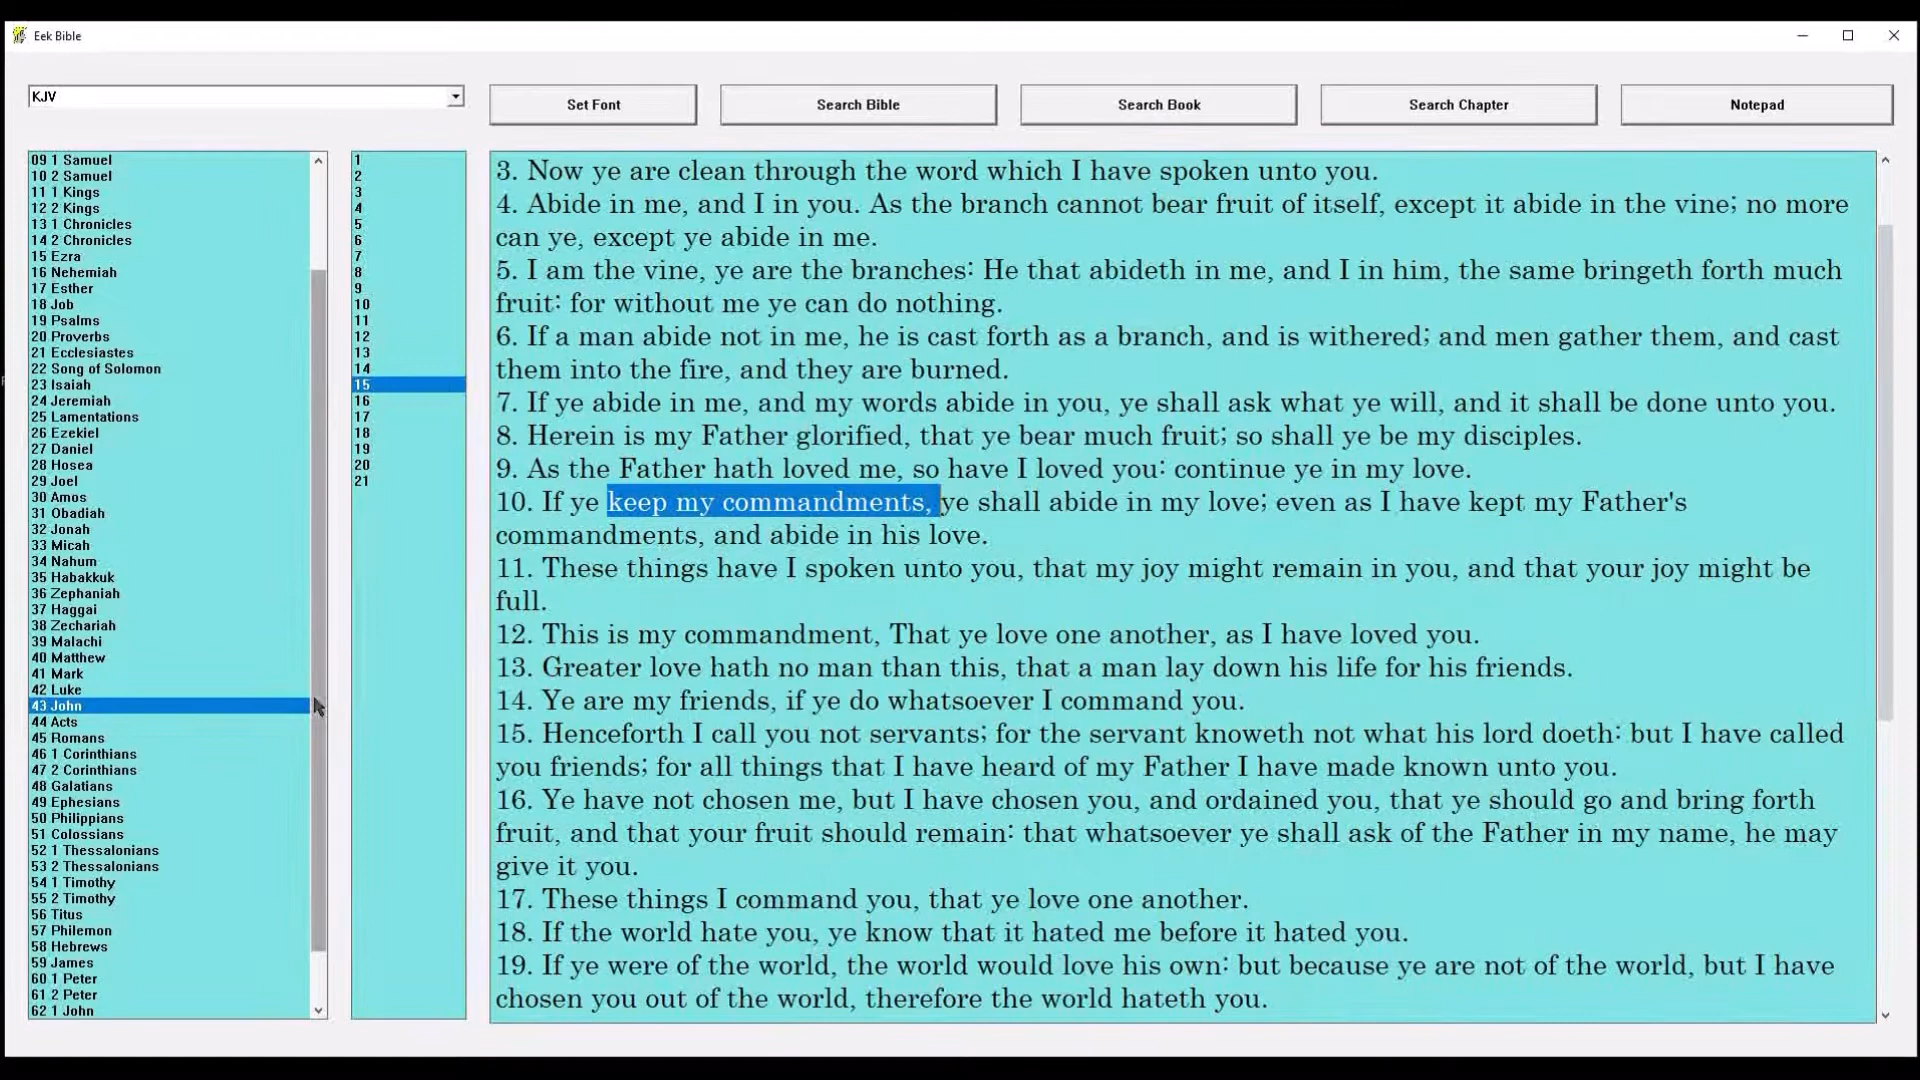 Eek Bible
KJV
Set Font
Search Bible
Search Book
Search Chapter
Notepad
09 1 Samuel
10 2 Samuel
11 1 Kings
12 2 Kings
13 1 Chronicles
14 2 Chronicles
15 Ezra
16 Nehemiah
17 Esther
18 Job
19 Psalms
20 Proverbs
21 Ecclesiastes
22 Song of Solomon
23 Isaiah
24 Jeremiah
25 Lamentations
26 Ezekiel
27 Daniel
28 Hosea
29 Joel
30 Amos
31 Obadiah
32 Jonah
33 Micah
34 Nahum
35 Habakkuk
36 Zephaniah
37 Haggai
38 Zechariah
39 Malachi
40 Matthew
41 Mark
42 Luke
43 John
44 Acts
45 Romans
46 1 Corinthians
47 2 Corinthians
48 Galatians
49 Ephesians
50 Philippians
51 Colossians
52 1 Thessalonians
53 2 Thessalonians
54 1 Timothy
55 2 Timothy
56 Titus
57 Philemon
58 Hebrews
59 James
60 1 Peter
61 2 Peter
62 1 John
1
2
3
4
5
6
7
8
9
10
11
12
13
14
15
16
17
18
19
20
21
3. Now ye are clean through the word which I have spoken unto you.
4. Abide in me, and I in you. As the branch cannot bear fruit of itself, except it abide in the vine; no more
can ye, except ye abide in me.
5. I am the vine, ye are the branches: He that abideth in me, and I in him, the same bringeth forth much
fruit: for without me ye can do nothing.
6. If a man abide not in me, he is cast forth as a branch, and is withered; and men gather them, and cast
them into the fire, and they are burned.
7. If ye abide in me, and my words abide in you, ye shall ask what ye will, and it shall be done unto you.
8. Herein is my Father glorified, that ye bear much fruit; so shall ye be my disciples.
9. As the Father hath loved me, so have I loved you: continue ye in my love.
10. If ye keep my commandments, ye shall abide in my love; even as I have kept my Father's
commandments, and abide in his love.
11. These things have I spoken unto you, that my joy might remain in you, and that your joy might be
full.
12. This is my commandment, That ye love one another, as I have loved you.
13. Greater love hath no man than this, that a man lay down his life for his friends.
14. Ye are my friends, if ye do whatsoever I command you.
15. Henceforth I call you not servants; for the servant knoweth not what his lord doeth: but I have called
you friends; for all things that I have heard of my Father I have made known unto you.
16. Ye have not chosen me, but I have chosen you, and ordained you, that ye should go and bring forth
fruit, and that your fruit should remain: that whatsoever ye shall ask of the Father in my name, he may
give it you.
17. These things I command you, that ye love one another.
18. If the world hate you, ye know that it hated me before it hated you.
19. If ye were of the world, the world would love his own: but because ye are not of the world, but I have
chosen you out of the world, therefore the world hateth you.